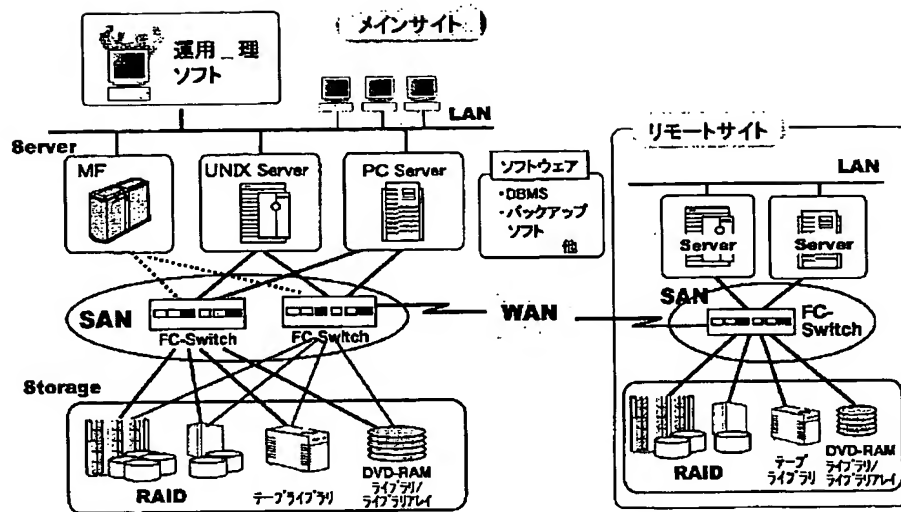 メインサイト
運用_理
ソフト
LAN
Server
MF
UNIX Server
PC Server
ソフトウェア
・DBMS
・バックアップ
ソフト
他
リモートサイト
LAN
Server
Server
SAN
FC-Switch
FC-Switch
WAN
SAN
FC-
Switch
Storage
RAID
テープライブラリ
DVD-RAM
ライブラリ/
ライブラリアレイ
RAID
テープ
ライブラリ
DVD-RAM
ライブラリ/
ライブラリアレイ